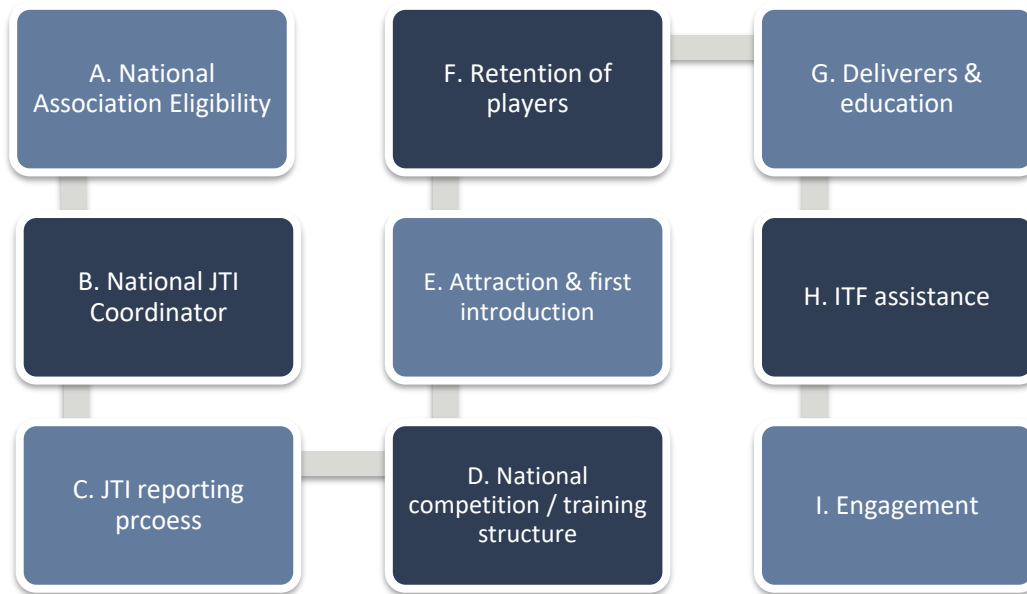 A. National
Association Eligibility
B. National JTI
Coordinator
C. JTI reporting
prcoess
D. National
competition / training
structure
E. Attraction & first
introduction
F. Retention of
players
G. Deliverers &
education
H. ITF assistance
I. Engagement